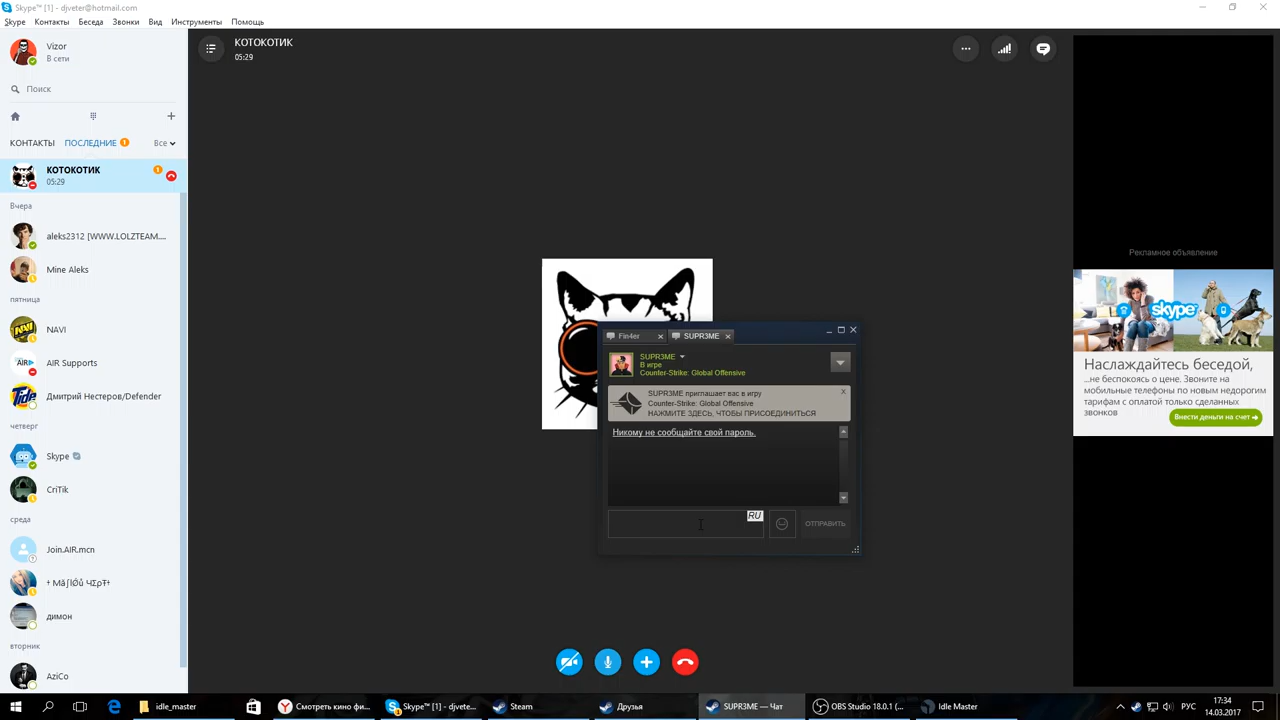 Skype™ [1] - djveter@hotmail.com
Skype Контакты Беседа Звонки Вид Инструменты Помощь
Vizor
В сети
Поиск
КОНТАКТЫ ПОСЛЕДНИЕ 1 Все
КОТОКОТИК 1
05:29
Вчера
aleks2312 [WWW.LOLZTEAM....
Mine Aleks
пятница
NAVI
AIR Supports
Дмитрий Нестеров/Defender
четверг
Skype
CriTik
среда
Join.AIR.mcn
† MãʃlǾů ЧΣρŦ†
димон
вторник
AziCo
КОТОКОТИК
05:29
Fin4er x SUPR3ME x
SUPR3ME
В игре
Counter-Strike: Global Offensive
SUPR3ME приглашает вас в игру X
Counter-Strike: Global Offensive
НАЖМИТЕ ЗДЕСЬ, ЧТОБЫ ПРИСОЕДИНИТЬСЯ
Никому не сообщайте свой пароль.
RU
ОТПРАВИТЬ
Рекламное объявление
skype
Наслаждайтесь беседой,
...не беспокоясь о цене. Звоните на
мобильные телефоны по новым недорогим
тарифам с оплатой только сделанных
звонков
Внести деньги на счет
idle_master
Смотреть кино фи...
Skype™ [1] - djvete...
Steam
Друзья
SUPR3ME — Чат
OBS Studio 18.0.1 (...
Idle Master
РУС
17:34
14.03.2017